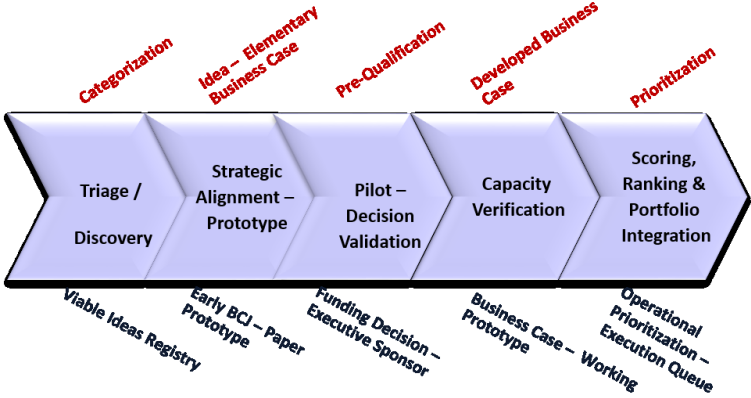 Categorization
Idea – Elementary
Business Case
Pre-Qualification
Developed Business
Case
Prioritization
Triage /
Discovery
Strategic
Alignment –
Prototype
Pilot –
Decision
Validation
Capacity
Verification
Scoring,
Ranking &
Portfolio
Integration
Viable Ideas Registry
Early BCJ – Paper
Prototype
Funding Decision –
Executive Sponsor
Business Case – Working
Prototype
Operational
Prioritization –
Execution Queue